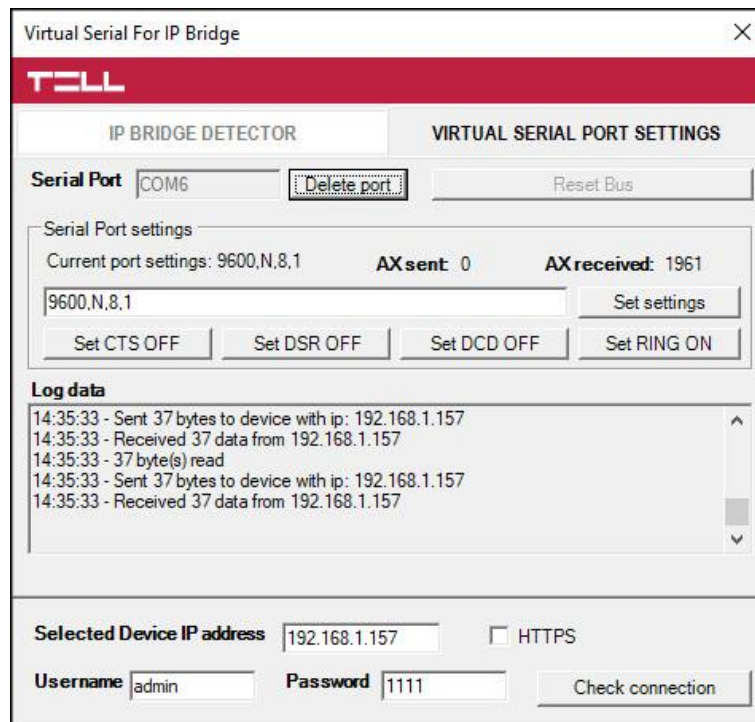 Virtual Serial For IP Bridge
TELL
IP BRIDGE DETECTOR VIRTUAL SERIAL PORT SETTINGS
Serial Port COM6 Delete port Reset Bus
Serial Port settings
Current port settings: 9600,N,8,1 AX sent: 0 AX received: 1961
9600,N,8,1 Set settings
Set CTS OFF Set DSR OFF Set DCD OFF Set RING ON
Log data
14:35:33 - Sent 37 bytes to device with ip: 192.168.1.157
14:35:33 - Received 37 data from 192.168.1.157
14:35:33 - 37 byte(s) read
14:35:33 - Sent 37 bytes to device with ip: 192.168.1.157
14:35:33 - Received 37 data from 192.168.1.157
Selected Device IP address 192.168.1.157 HTTPS
Username admin Password 1111 Check connection